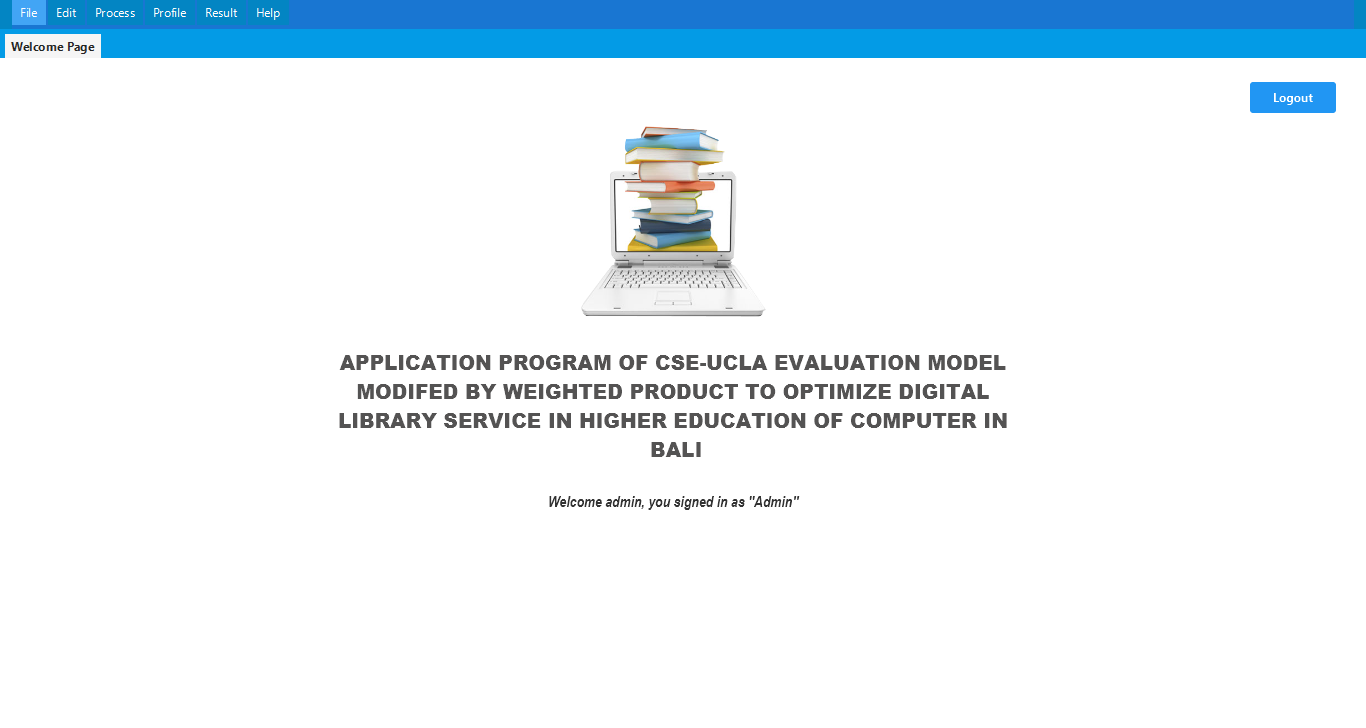 File Edit Process Profile Result Help
Welcome Page
Logout
APPLICATION PROGRAM OF CSE-UCLA EVALUATION MODEL
MODIFED BY WEIGHTED PRODUCT TO OPTIMIZE DIGITAL
LIBRARY SERVICE IN HIGHER EDUCATION OF COMPUTER IN
BALI
Welcome admin, you signed in as "Admin"